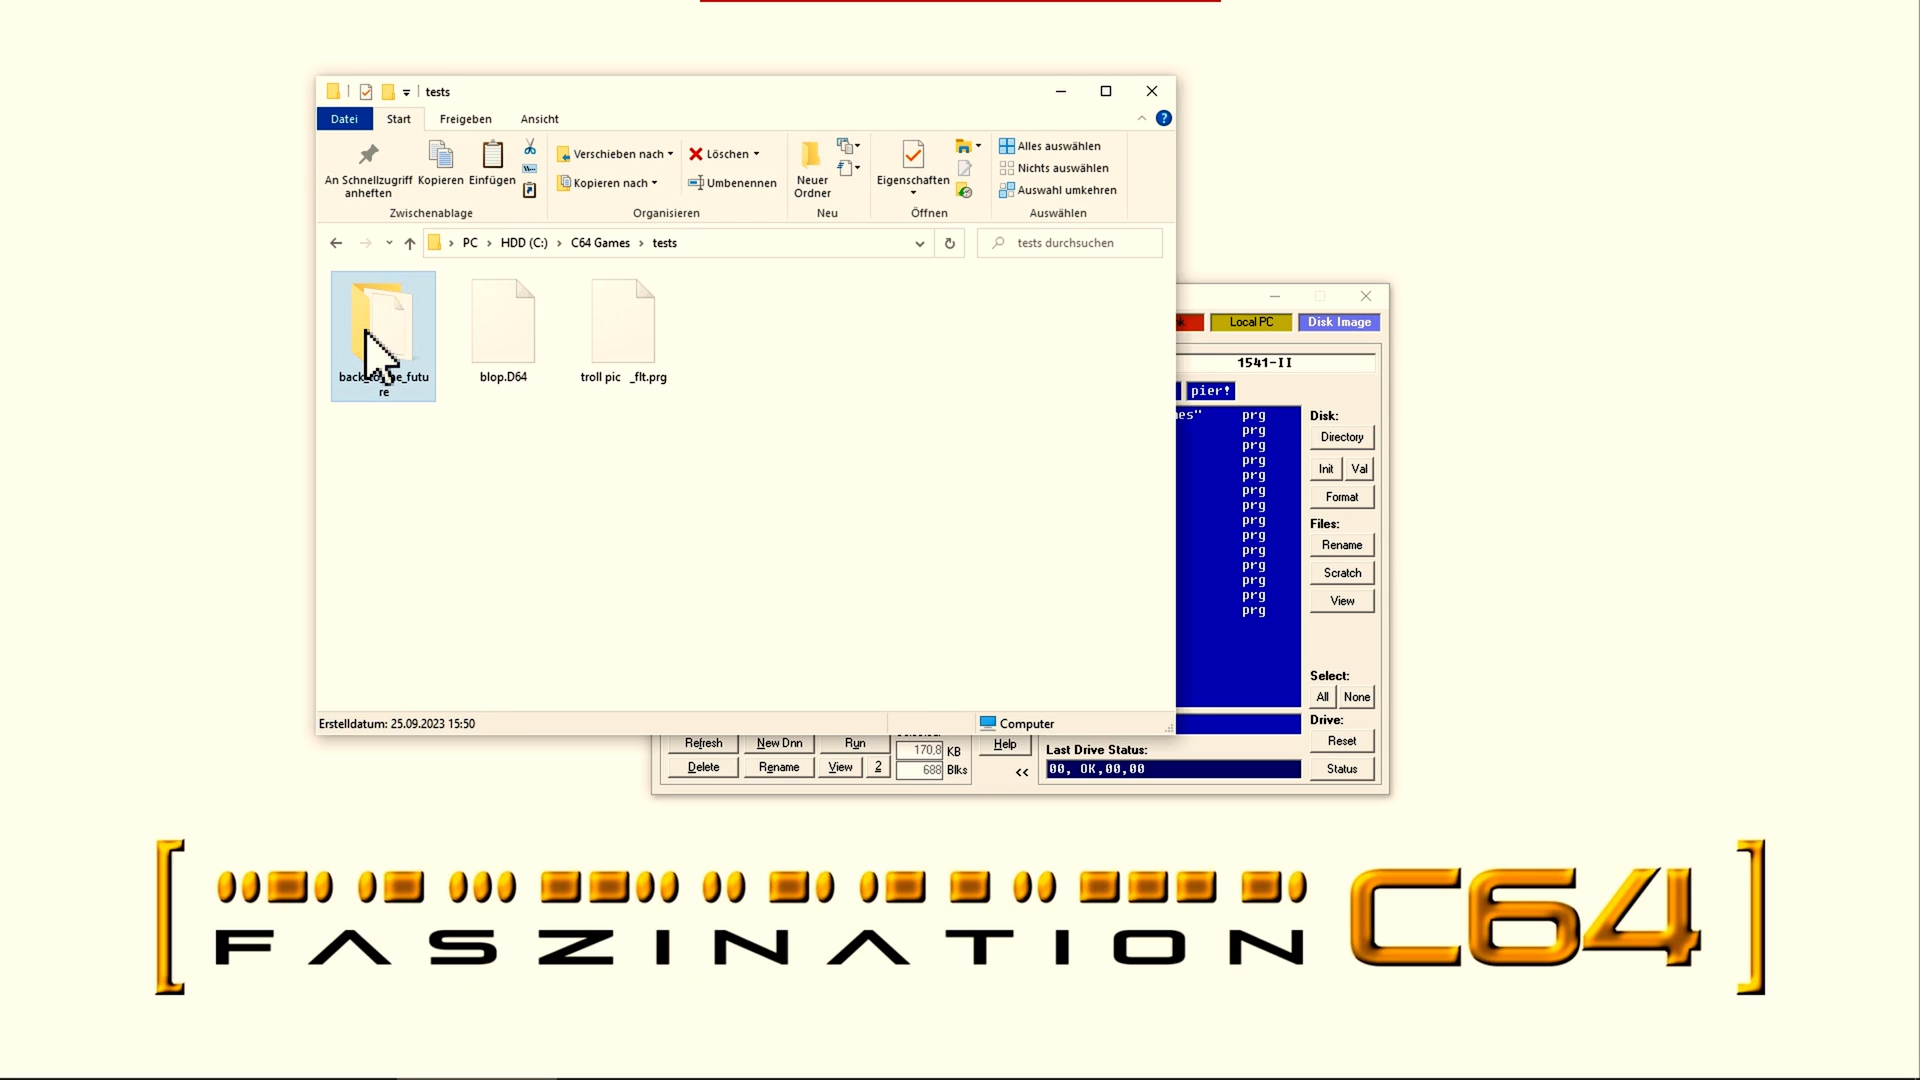 tests
Datei Start Freigeben Ansicht
An Schnellzugriff anheften
Kopieren
Einfügen
Verschieben nach
Kopieren nach
Löschen
Umbenennen
Neuer Ordner
Eigenschaften
Alles auswählen
Nichts auswählen
Auswahl umkehren
Zwischenablage Organisieren Neu Öffnen Auswählen
PC › HDD (C:) › C64 Games › tests
tests durchsuchen
re
blop.D64
troll pic _flt.prg
Erstelldatum: 25.09.2023 15:50
Computer
Local PC
Disk Image
1541-II
pier!
es" prg
prg
prg
prg
prg
prg
prg
prg
prg
prg
prg
prg
prg
prg
Disk:
Directory
Init Val
Format
Files:
Rename
Scratch
View
Select:
All None
Drive:
Reset
Status
Refresh New Dnn Run
Delete Rename View 2
170,8 KB
688 Blks
Help
<<
Last Drive Status:
00, OK,00,00
FASZINATION C64